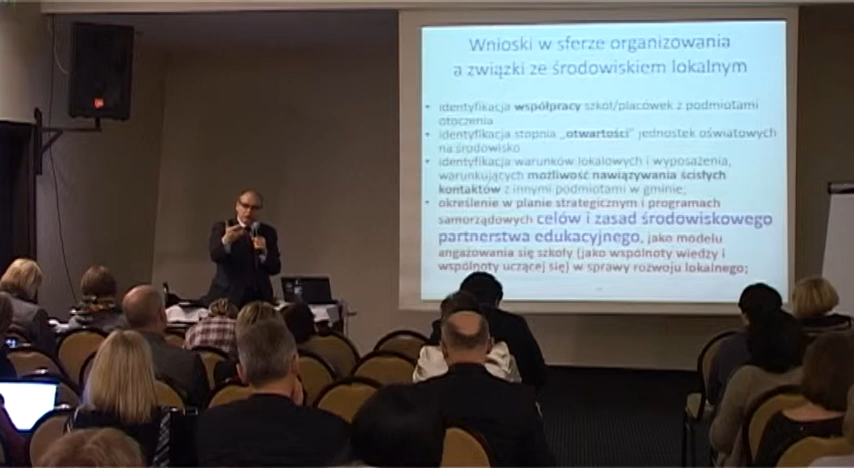 Wnioski w sferze organizowania
a związki ze środowiskiem lokalnym
• identyfikacja współpracy szkół/placówek z podmiotami
otoczenia
• identyfikacja stopnia „otwartości" jednostek oświatowych
na środowisko
• identyfikacja warunków lokalowych i wyposażenia,
warunkujących możliwość nawiązywania ścisłych
kontaktów z innymi podmiotami w gminie;
• określenie w planie strategicznym i programach
samorządowych celów i zasad środowiskowego
partnerstwa edukacyjnego, jako modelu
angażowania się szkoły (jako wspólnoty wiedzy i
wspólnoty uczącej się) w sprawy rozwoju lokalnego;